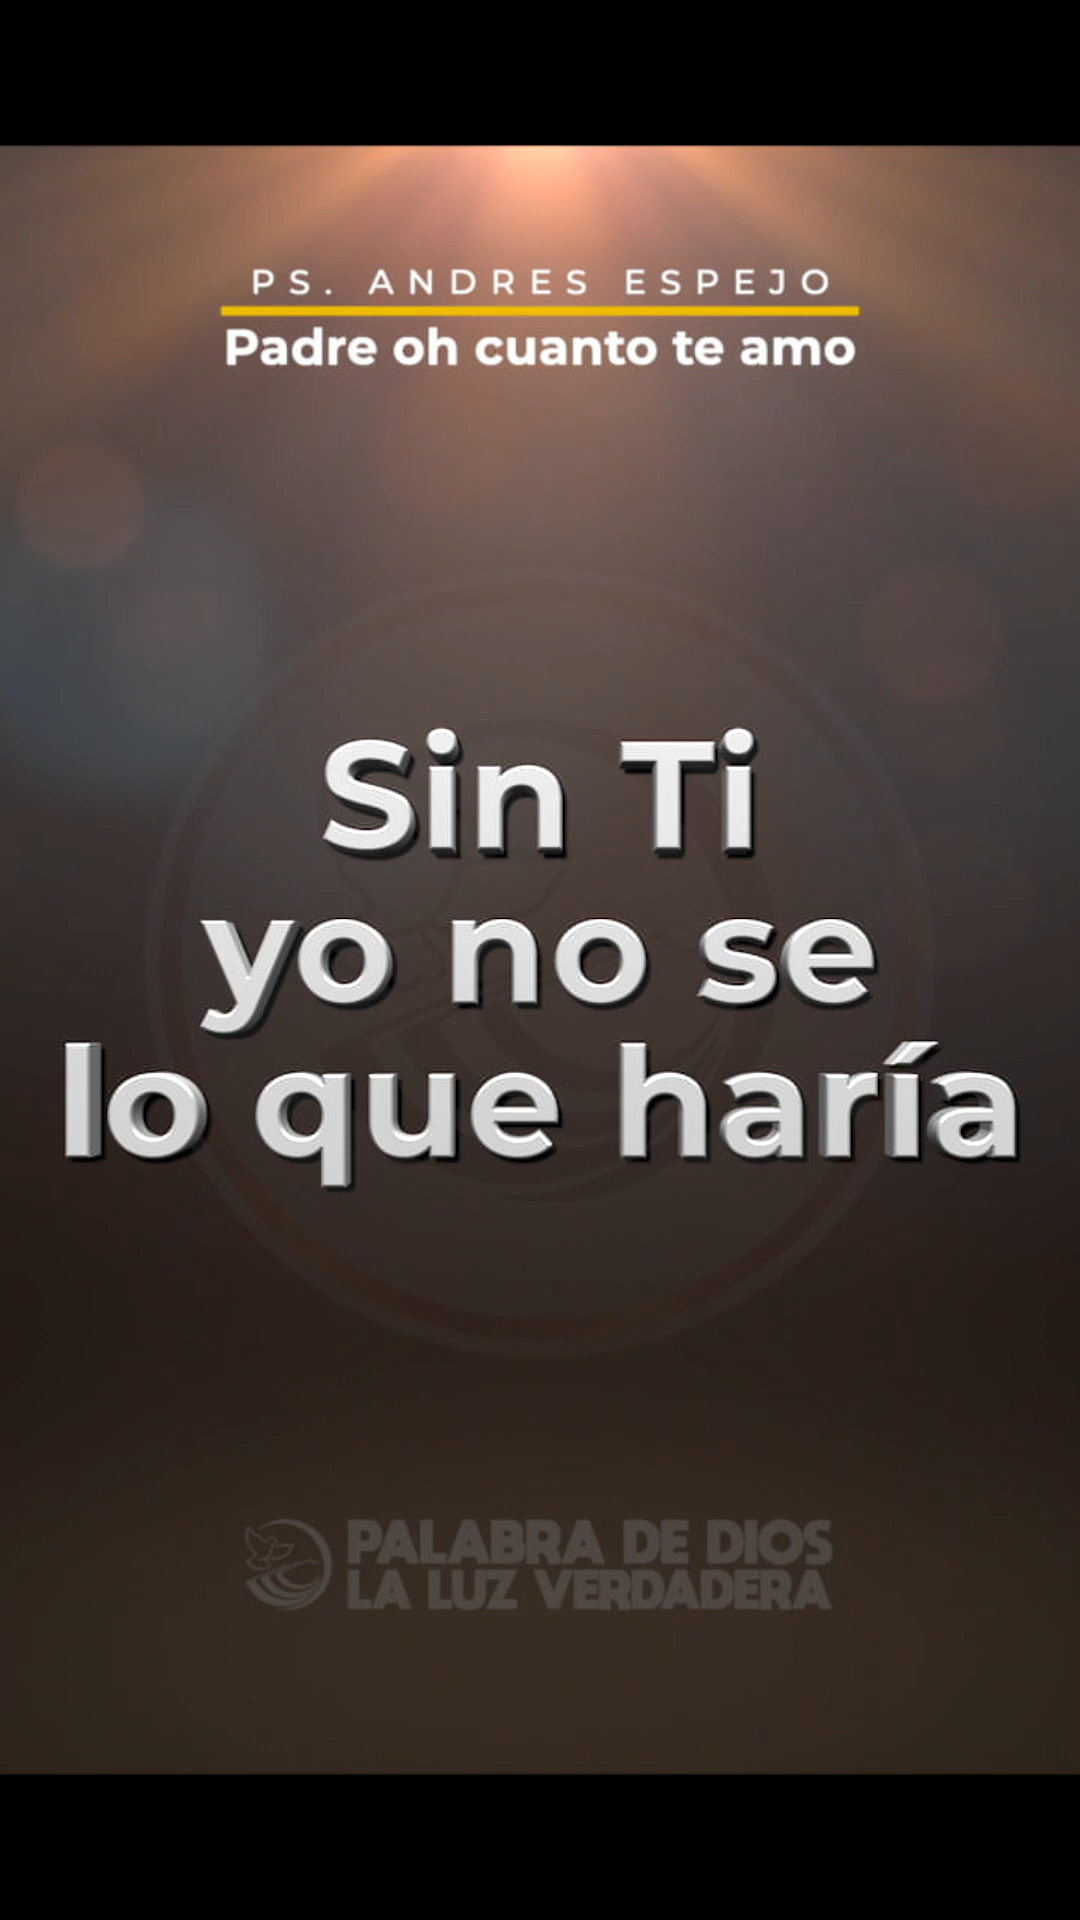 PS. ANDRES ESPEJO
Padre oh cuanto te amo
Sin Ti
yo no se
lo que haría
PALABRA DE DIOS
LA LUZ VERDADERA